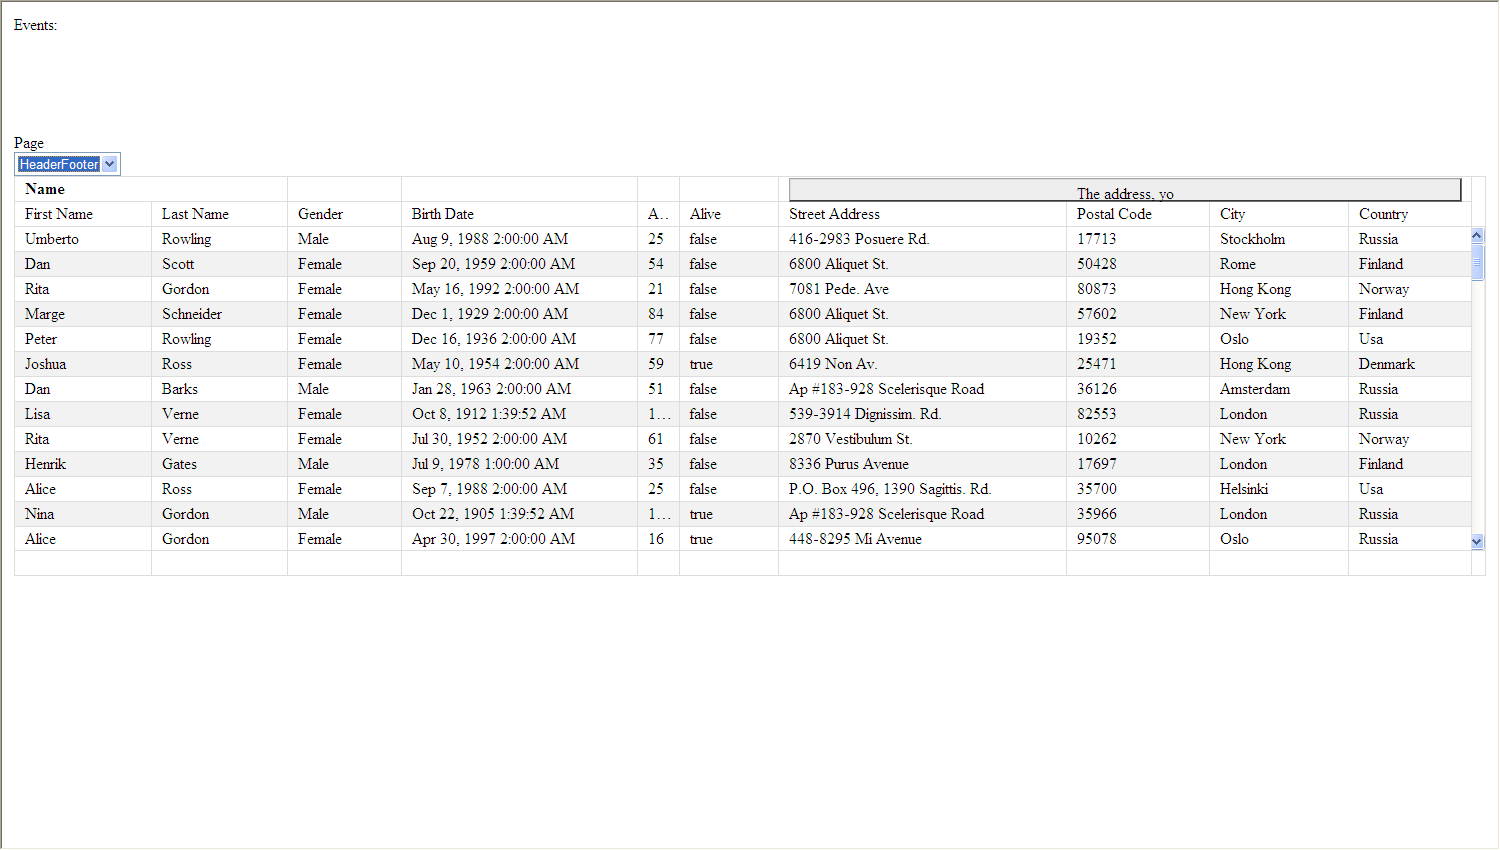 Events:
Page
HeaderFooter
Name The address, yo
First Name Last Name Gender Birth Date A... Alive Street Address Postal Code City Country
Umberto Rowling Male Aug 9, 1988 2:00:00 AM 25 false 416-2983 Posuere Rd. 17713 Stockholm Russia
Dan Scott Female Sep 20, 1959 2:00:00 AM 54 false 6800 Aliquet St. 50428 Rome Finland
Rita Gordon Female May 16, 1992 2:00:00 AM 21 false 7081 Pede. Ave 80873 Hong Kong Norway
Marge Schneider Female Dec 1, 1929 2:00:00 AM 84 false 6800 Aliquet St. 57602 New York Finland
Peter Rowling Female Dec 16, 1936 2:00:00 AM 77 false 6800 Aliquet St. 19352 Oslo Usa
Joshua Ross Female May 10, 1954 2:00:00 AM 59 true 6419 Non Av. 25471 Hong Kong Denmark
Dan Barks Male Jan 28, 1963 2:00:00 AM 51 false Ap #183-928 Scelerisque Road 36126 Amsterdam Russia
Lisa Verne Female Oct 8, 1912 1:39:52 AM 1... false 539-3914 Dignissim. Rd. 82553 London Russia
Rita Verne Female Jul 30, 1952 2:00:00 AM 61 false 2870 Vestibulum St. 10262 New York Norway
Henrik Gates Male Jul 9, 1978 1:00:00 AM 35 false 8336 Purus Avenue 17697 London Finland
Alice Ross Female Sep 7, 1988 2:00:00 AM 25 false P.O. Box 496, 1390 Sagittis. Rd. 35700 Helsinki Usa
Nina Gordon Male Oct 22, 1905 1:39:52 AM 1... true Ap #183-928 Scelerisque Road 35966 London Russia
Alice Gordon Female Apr 30, 1997 2:00:00 AM 16 true 448-8295 Mi Avenue 95078 Oslo Russia